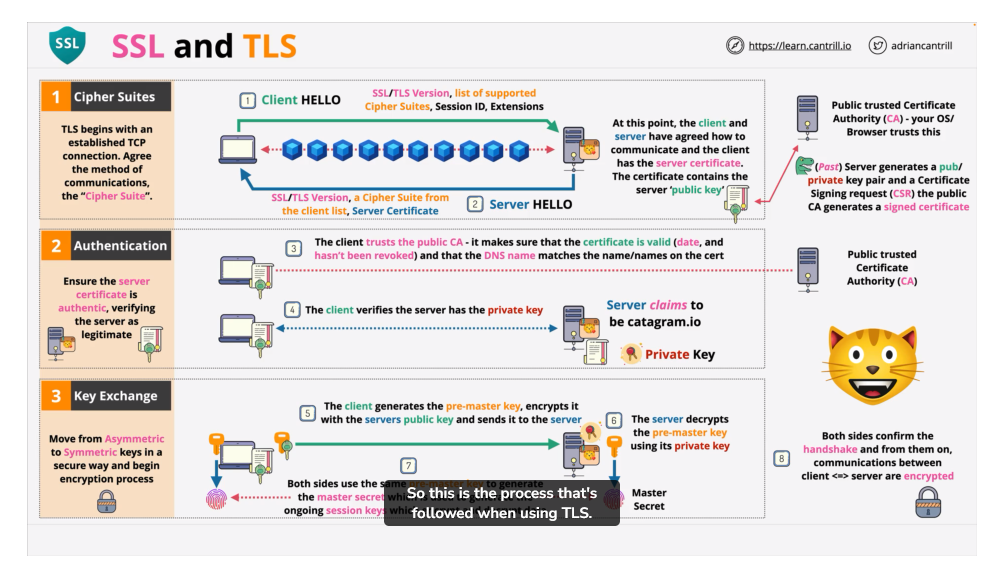 SSL
SSL and TLS
https://learn.cantrill.io
adriancantrill
1 Cipher Suites
TLS begins with an
established TCP
connection. Agree
the method of
communications,
the “Cipher Suite”.
1 Client HELLO
SSL/TLS Version, list of supported
Cipher Suites, Session ID, Extensions
SSL/TLS Version, a Cipher Suite from
the client list, Server Certificate
2 Server HELLO
At this point, the client and
server have agreed how to
communicate and the client
has the server certificate.
The certificate contains the
server ‘public key’
Public trusted Certificate
Authority (CA) - your OS/
Browser trusts this
(Past) Server generates a pub/
private key pair and a Certificate
Signing request (CSR) the public
CA generates a signed certificate
2 Authentication
Ensure the server
certificate is
authentic, verifying
the server as
legitimate
3
The client trusts the public CA - it makes sure that the certificate is valid (date, and
hasn’t been revoked) and that the DNS name matches the name/names on the cert
Public trusted
Certificate
Authority (CA)
4 The client verifies the server has the private key
Server claims to
be catagram.io
Private Key
3 Key Exchange
Move from Asymmetric
to Symmetric keys in a
secure way and begin
encryption process
5
The client generates the pre-master key, encrypts it
with the servers public key and sends it to the server
6
The server decrypts
the pre-master key
using its private key
7
Both sides use the same pre-master key to generate
the master secret
ongoing session keys
Master
Secret
So this is the process that's
followed when using TLS.
8
Both sides confirm the
handshake and from them on,
communications between
client <=> server are encrypted